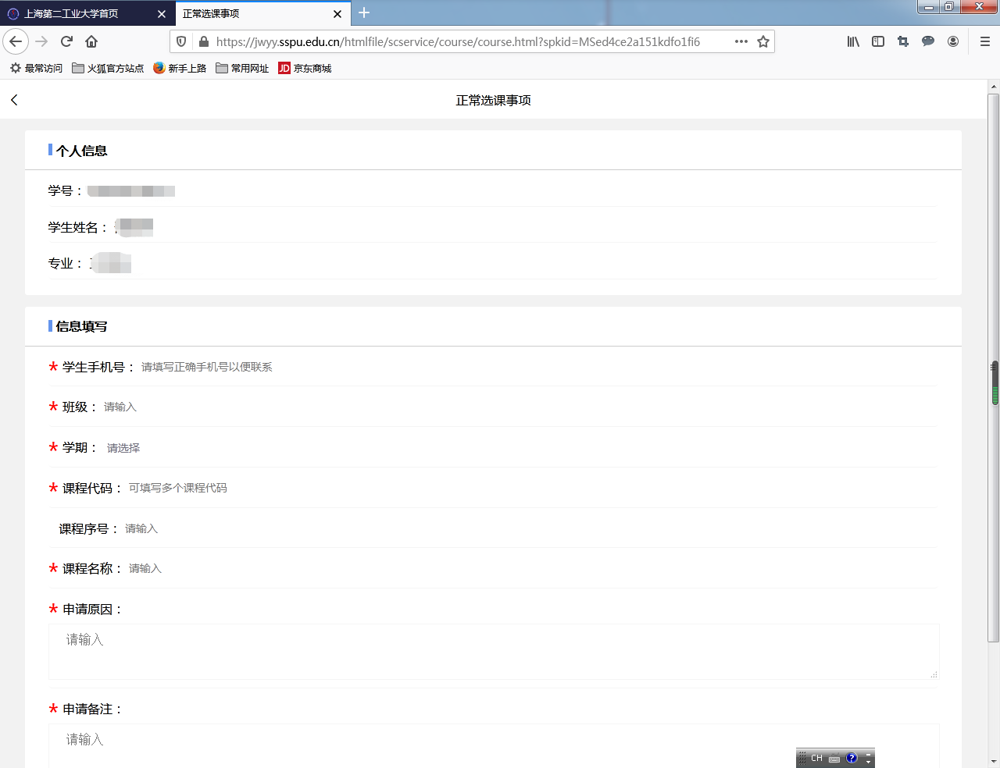 上海第二工业大学首页
正常选课事项
https://jwyy.sspu.edu.cn/htmlfile/scservice/course/course.html?spkid=MSed4ce2a151kdfo1fi6
最常访问 火狐官方站点 新手上路 常用网址 JD 京东商城
正常选课事项
个人信息
学号：
学生姓名：
专业：
信息填写
* 学生手机号： 请填写正确手机号以便联系
* 班级： 请输入
* 学期： 请选择
* 课程代码： 可填写多个课程代码
课程序号： 请输入
* 课程名称： 请输入
* 申请原因：
请输入
* 申请备注：
请输入
CH